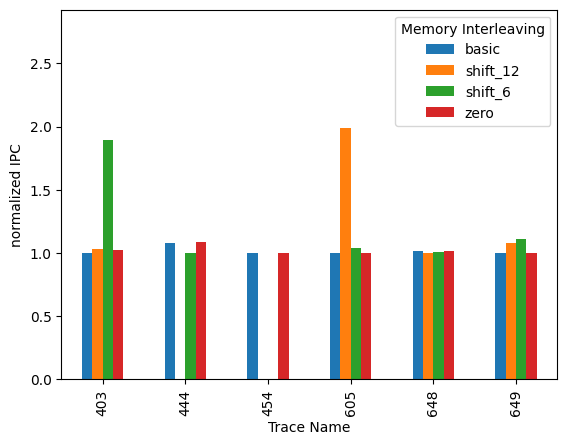 Memory Interleaving
basic
shift_12
shift_6
zero
normalized IPC
2.5
2.0
1.5
1.0
0.5
0.0
403
444
454
605
648
649
Trace Name